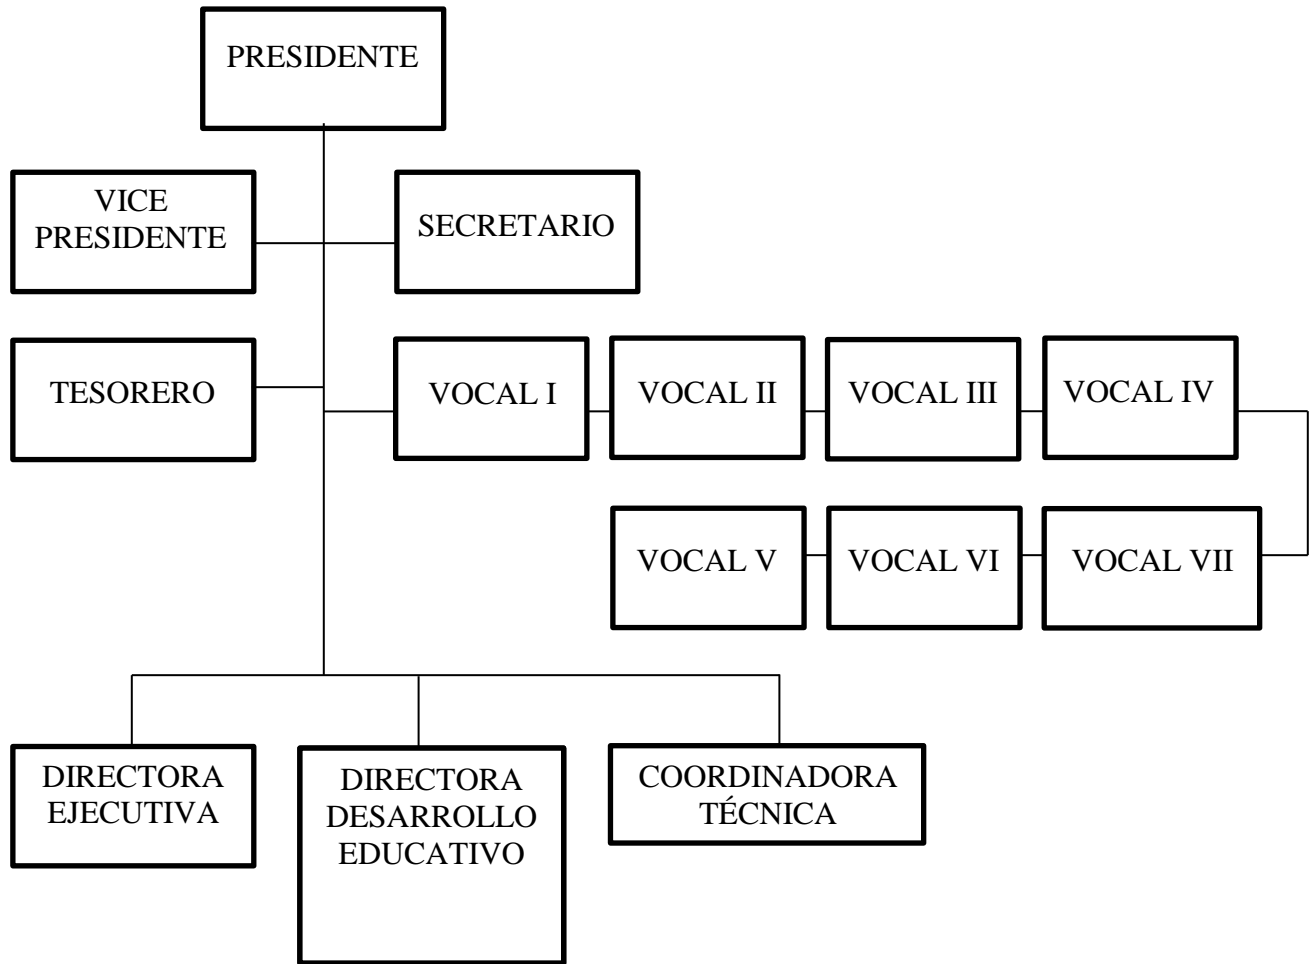 PRESIDENTE
VICE
PRESIDENTE
SECRETARIO
TESORERO
VOCAL I
VOCAL II
VOCAL III
VOCAL IV
VOCAL V
VOCAL VI
VOCAL VII
DIRECTORA
EJECUTIVA
DIRECTORA
DESARROLLO
EDUCATIVO
COORDINADORA
TÉCNICA